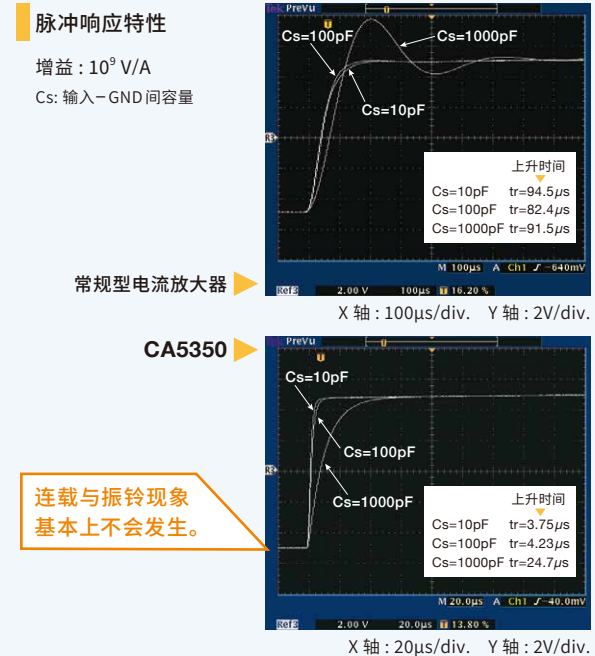 脉冲响应特性
增益 : 10⁹ V/A
Cs: 输入−GND间容量
Tek PreVu
Cs=100pF
Cs=1000pF
Cs=10pF
R3
上升时间
Cs=10pF tr=94.5μs
Cs=100pF tr=82.4μs
Cs=1000pF tr=91.5μs
M 100μs A Ch1 -640mV
常规型电流放大器
Ref3 2.00 V 100μs 16.20 %
X 轴 : 100μs/div. Y 轴 : 2V/div.
CA5350
Tek PreVu
Cs=10pF
Cs=100pF
R3
Cs=1000pF
连载与振铃现象
基本上不会发生。
上升时间
Cs=10pF tr=3.75μs
Cs=100pF tr=4.23μs
Cs=1000pF tr=24.7μs
M 20.0μs A Ch1 -40.0mV
Ref3 2.00 V 20.0μs 13.80 %
X 轴 : 20μs/div. Y 轴 : 2V/div.